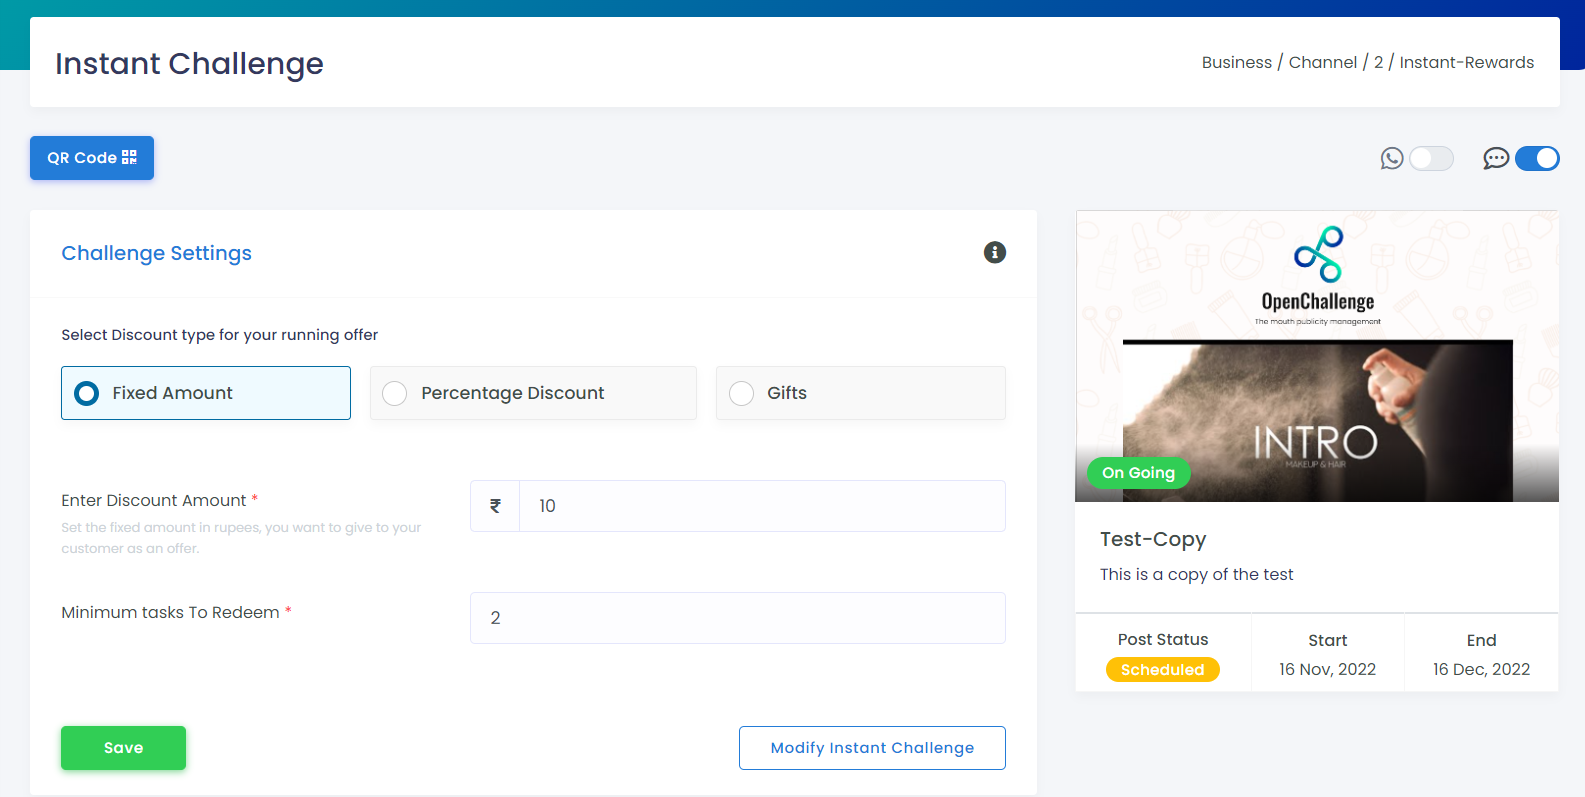 Instant Challenge
Business / Channel / 2 / Instant-Rewards
QR Code
Challenge Settings
Select Discount type for your running offer
Fixed Amount
Percentage Discount
Gifts
Enter Discount Amount *
Set the fixed amount in rupees, you want to give to your
customer as an offer.
₹ 10
Minimum tasks To Redeem *
2
Save
Modify Instant Challenge
OpenChallenge
The mouth publicity management
INTRO
MAKEUP & HAIR
On Going
Test-Copy
This is a copy of the test
Post Status
Scheduled
Start
16 Nov, 2022
End
16 Dec, 2022